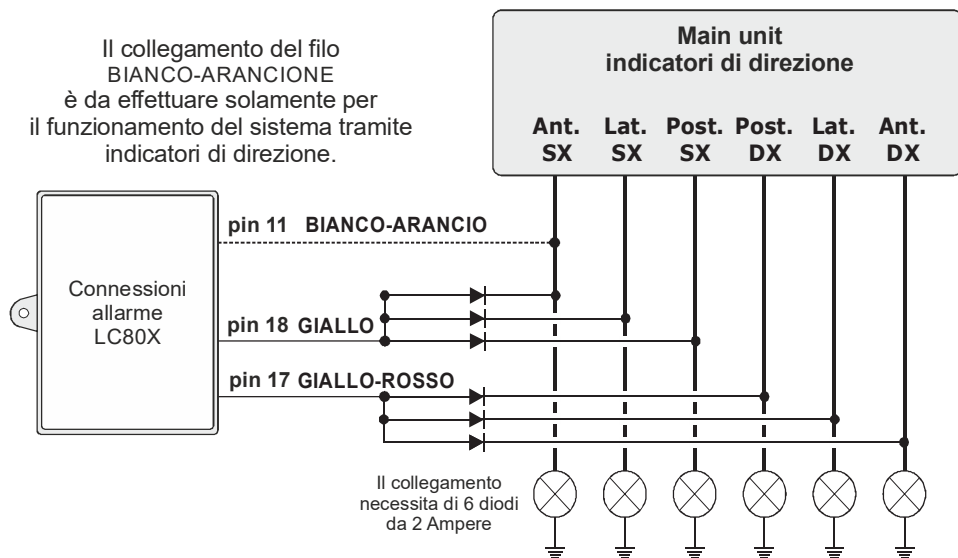 Il collegamento del filo
BIANCO-ARANCIONE
è da effettuare solamente per
il funzionamento del sistema tramite
indicatori di direzione.
Main unit
indicatori di direzione
Ant. Lat. Post. Post. Lat. Ant.
SX SX SX DX DX DX
pin 11 BIANCO-ARANCIO
Connessioni
allarme
LC80X
pin 18 GIALLO
pin 17 GIALLO-ROSSO
Il collegamento
necessita di 6 diodi
da 2 Ampere